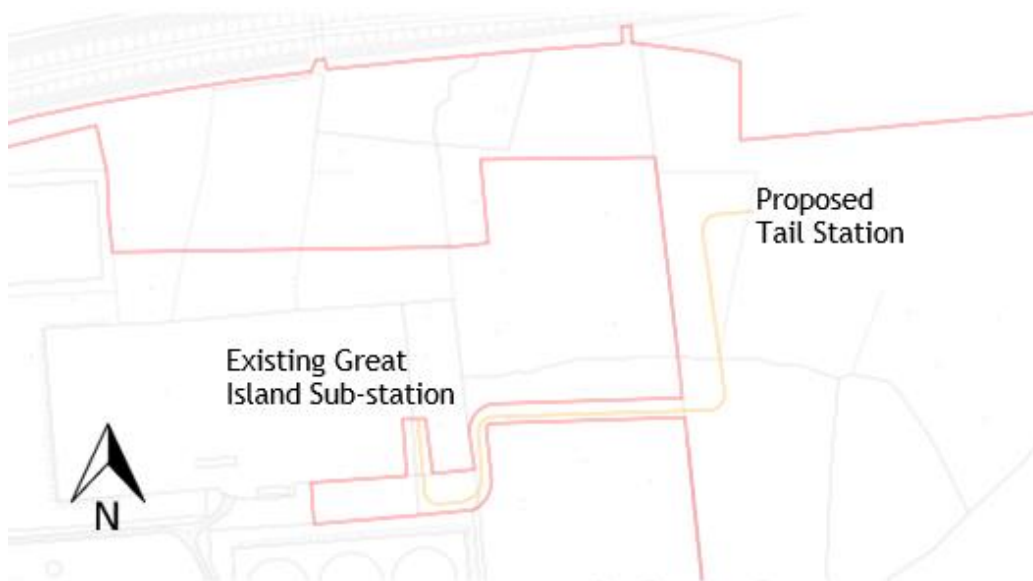 Proposed
Tail Station
Existing Great
Island Sub-station
N